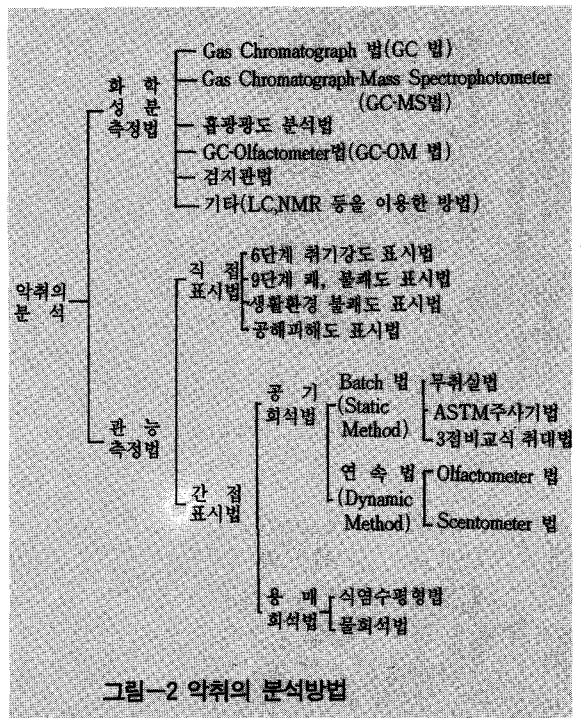 Gas Chromatograph 법(GC 법)
화 학
성 분
측정법
Gas Chromatograph-Mass Spectrophotometer
(GC-MS법)
흡광광도 분석법
GC-Olfactometer법(GC-OM 법)
검지관법
기타(LC,NMR 등을 이용한 방법)
악취의
분 석
직 접
표시법
6단계 취기강도 표시법
9단계 쾌, 불쾌도 표시법
생활환경 불쾌도 표시법
공해피해도 표시법
관 능
측정법
공 기
희석법
Batch 법
(Static
Method)
무취실법
ASTM주사기법
3점비교식 취대법
간 접
표시법
연 속 법
(Dynamic
Method)
Olfactometer 법
Scentometer 법
용 매
희석법
식염수평형법
물희석법
그림-2 악취의 분석방법